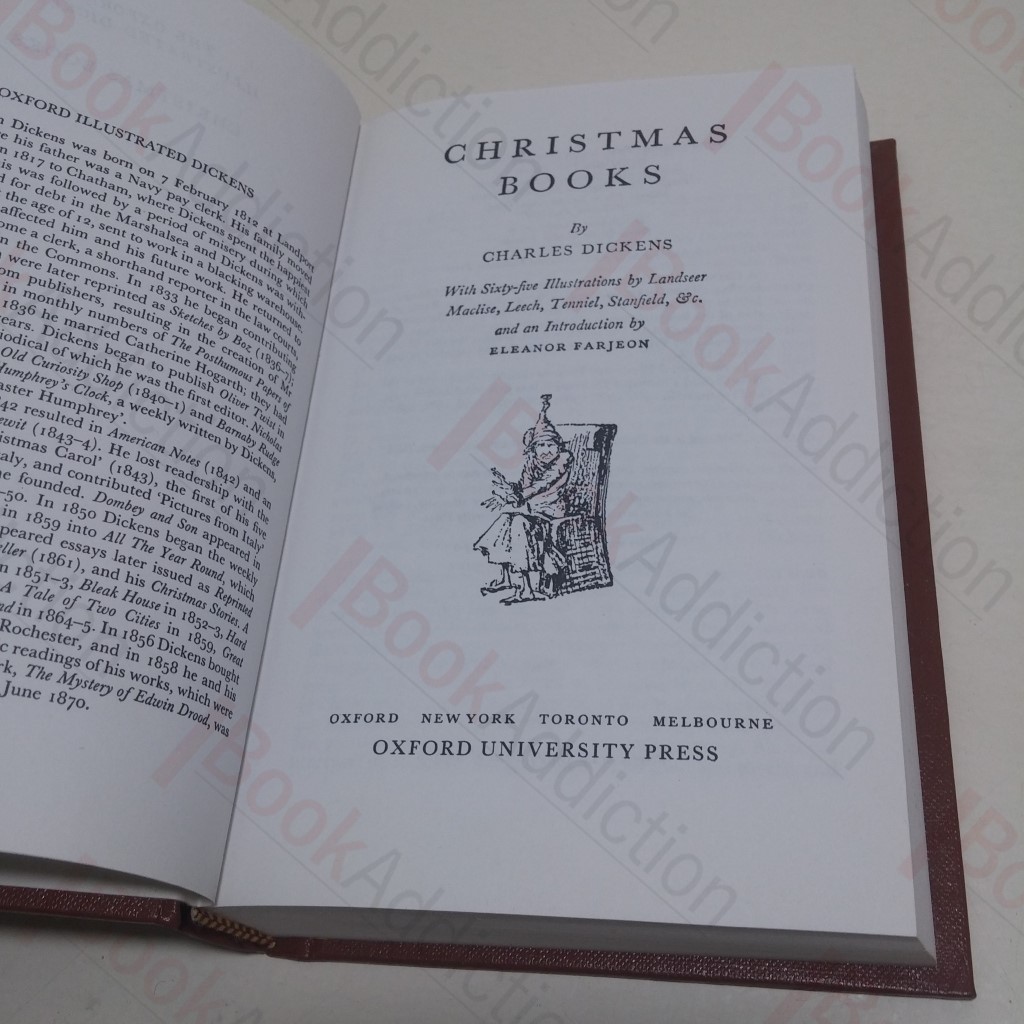 OXFORD ILLUSTRATED DICKENS
Dickens was born on 7 February 1812 at Landport
his father was a Navy pay clerk. His family moved
in 1817 to Chatham, where Dickens spent the happiest
was followed by a period of misery during which
for debt in the Marshalsea and Dickens was
the age of 12, sent to work in a blacking warehouse.
affected him and his future work. He returned to
a clerk, a shorthand reporter in the law courts,
the Commons. In 1833 he began contributing
were later reprinted as Sketches by Boz (1836–7);
publishers, resulting in the creation of Mr
in monthly numbers of The Posthumous Papers of
1836 he married Catherine Hogarth; they had
Dickens began to publish Oliver Twist in
of which he was the first editor. Nicholas
Old Curiosity Shop (1840–1) and Barnaby Rudge
Humphrey's Clock, a weekly written by Dickens,
Humphrey'.
resulted in American Notes (1842) and an
(1843–4). He lost readership with the
Carol' (1843), the first of his five
and contributed 'Pictures from Italy'
founded. Dombey and Son appeared in
–50. In 1850 Dickens began the weekly
in 1859 into All The Year Round, which
essays later issued as Reprinted
(1861), and his Christmas Stories. A
1851–3, Bleak House in 1852–3, Hard
A Tale of Two Cities in 1859, Great
in 1864–5. In 1856 Dickens bought
Rochester, and in 1858 he and his
readings of his works, which were
The Mystery of Edwin Drood, was
June 1870.
CHRISTMAS
BOOKS
By
CHARLES DICKENS
With Sixty-five Illustrations by Landseer
Maclise, Leech, Tenniel, Stanfield, &c.
and an Introduction by
ELEANOR FARJEON
OXFORD NEW YORK TORONTO MELBOURNE
OXFORD UNIVERSITY PRESS
BookAddiction